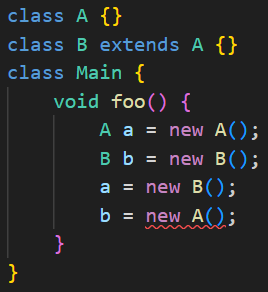 class A {}
class B extends A {}
class Main {
    void foo() {
        A a = new A();
        B b = new B();
        a = new B();
        b = new A();
    }
}